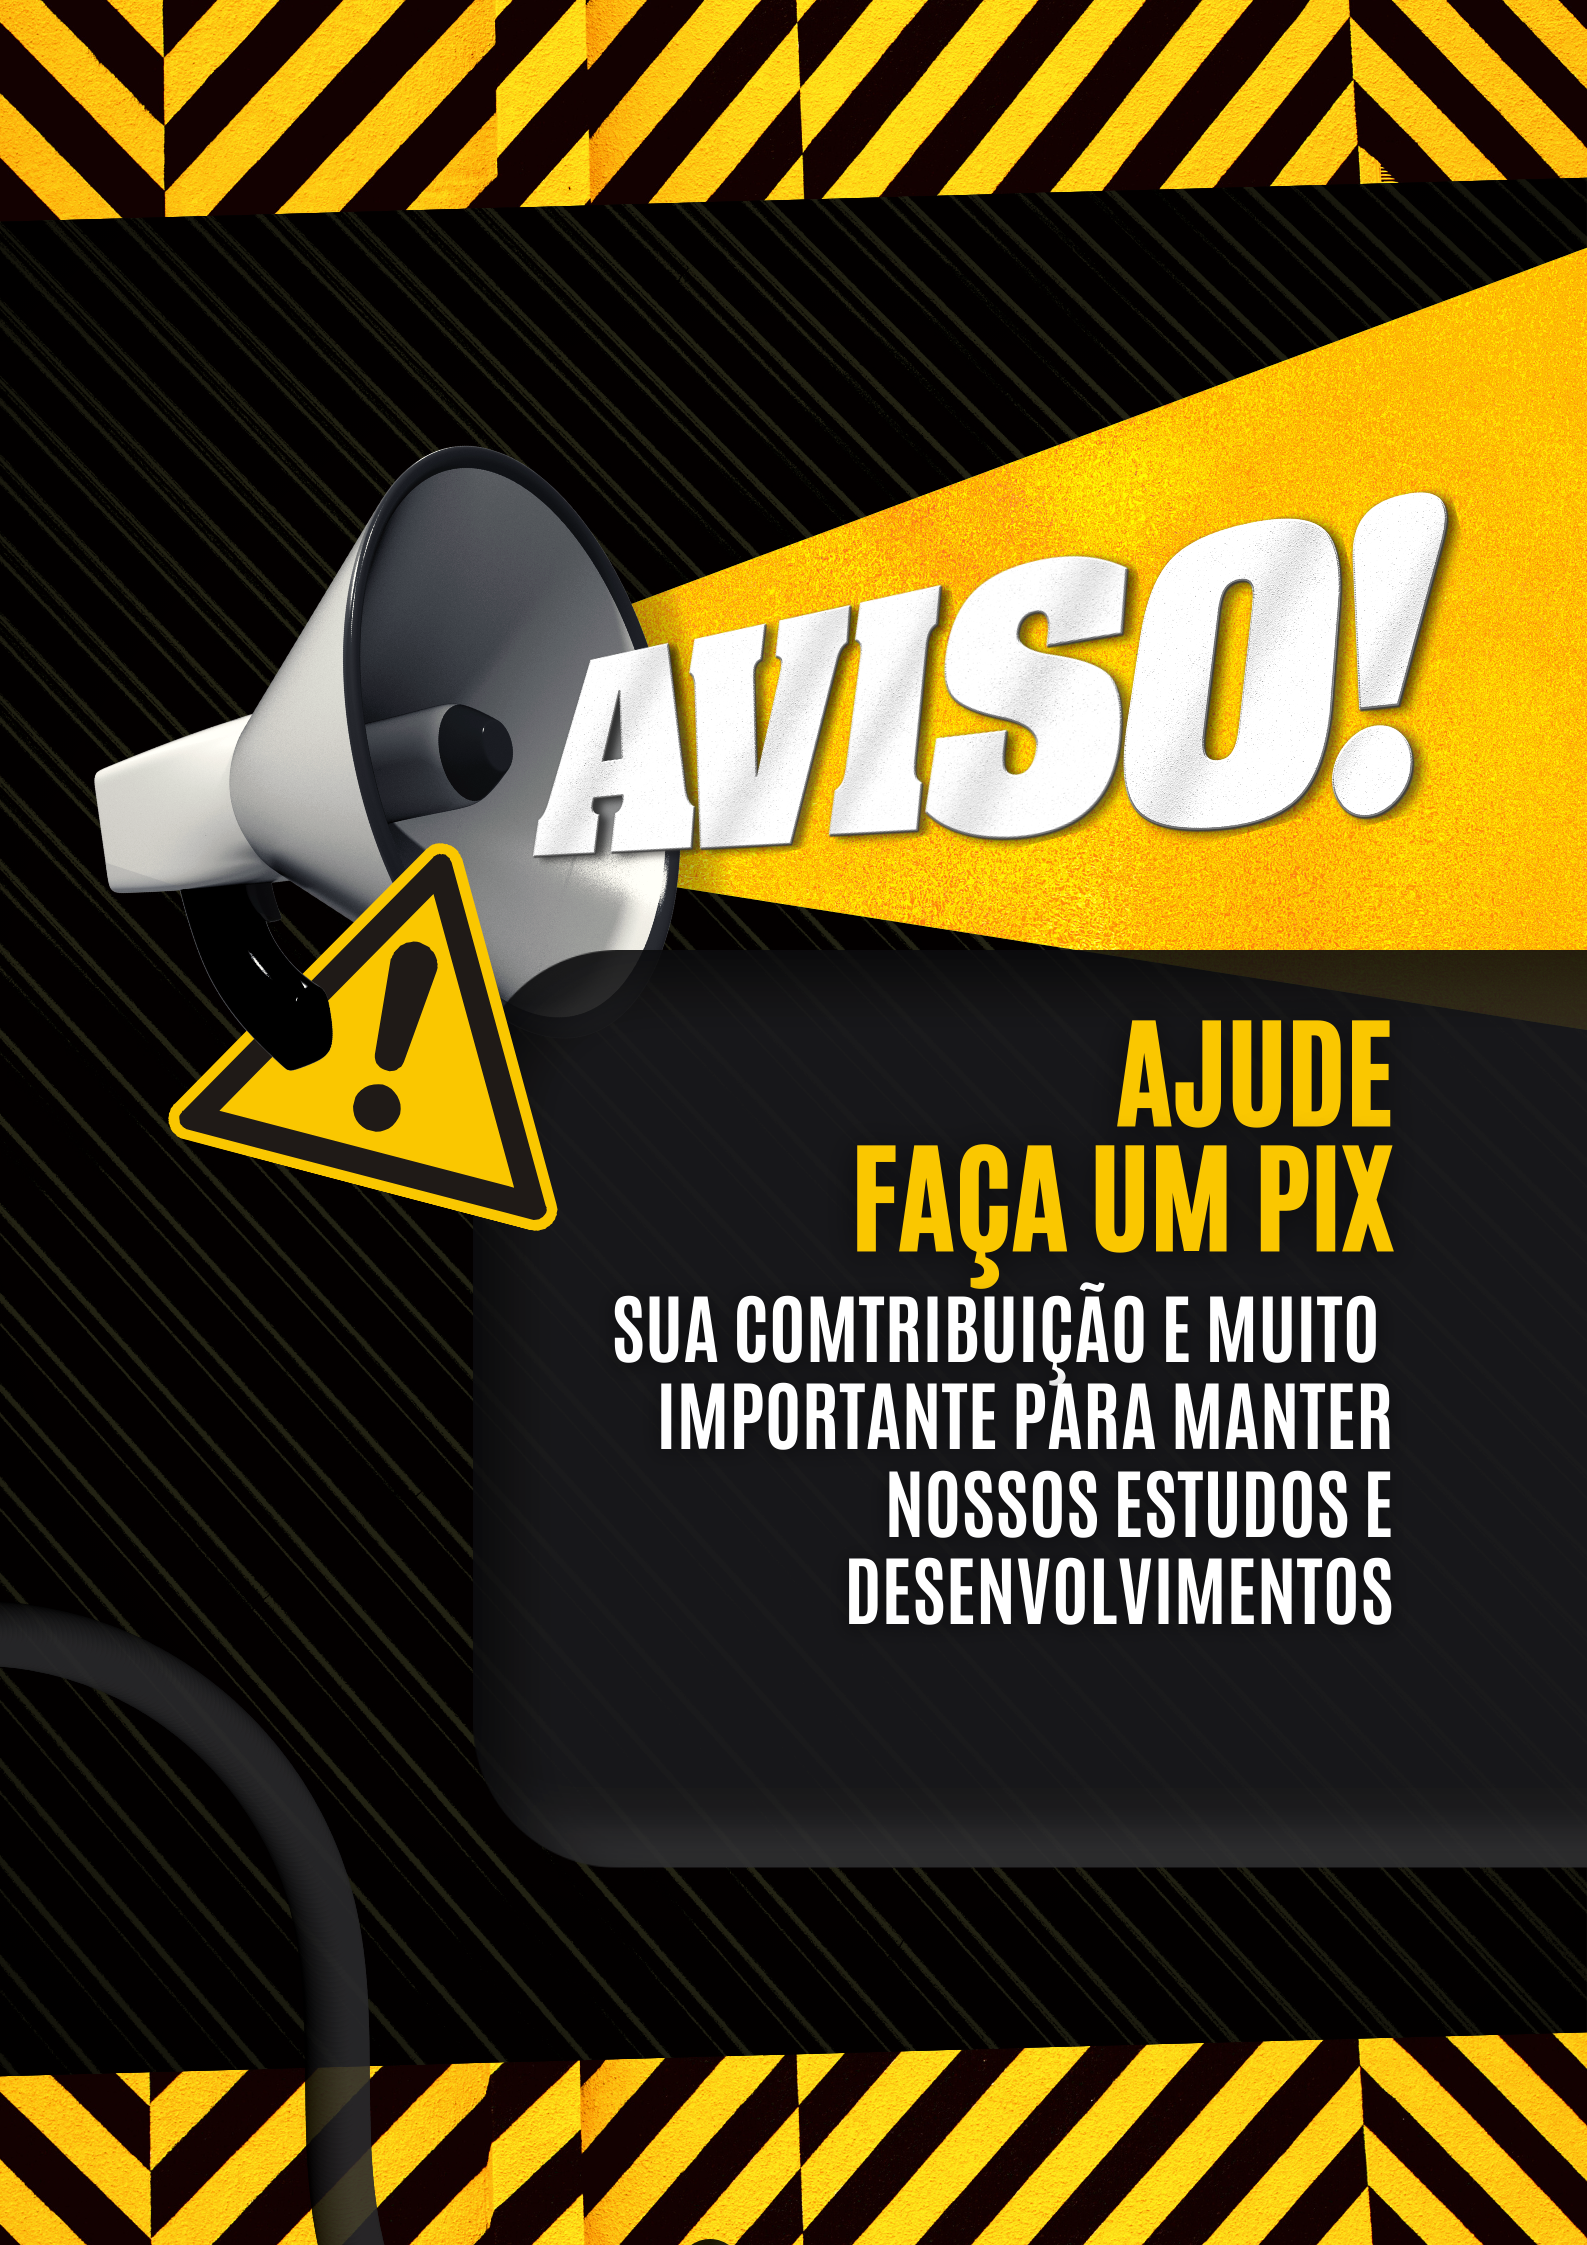 AVISO!
AJUDE
FAÇA UM PIX
SUA COMTRIBUIÇÃO E MUITO
IMPORTANTE PARA MANTER
NOSSOS ESTUDOS E
DESENVOLVIMENTOS